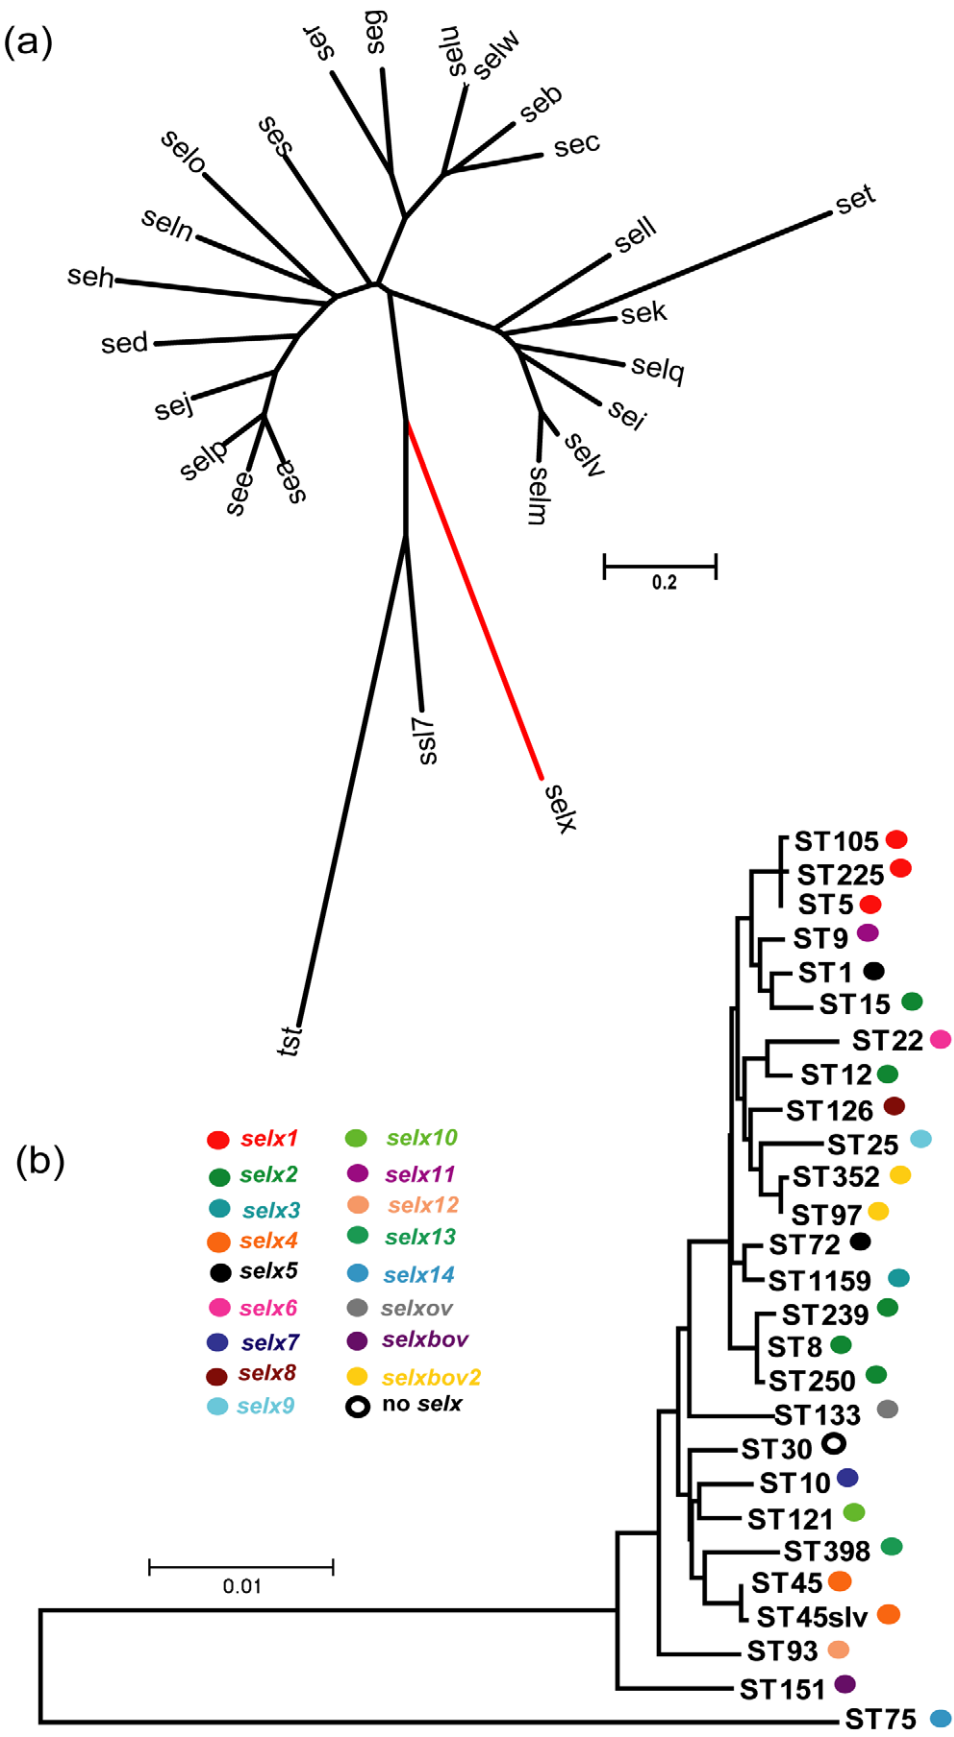 (a)
ser
seg
selu
selw
seb
sec
ses
selo
seln
seh
sed
sej
selp
see
sea
set
sell
sek
selq
sei
selv
selm
0.2
ssl7
selx
tst
(b)
selx1
selx2
selx3
selx4
selx5
selx6
selx7
selx8
selx9
selx10
selx11
selx12
selx13
selx14
selxov
selxbov
selxbov2
no selx
0.01
ST105
ST225
ST5
ST9
ST1
ST15
ST22
ST12
ST126
ST25
ST352
ST97
ST72
ST1159
ST239
ST8
ST250
ST133
ST30
ST10
ST121
ST398
ST45
ST45slv
ST93
ST151
ST75